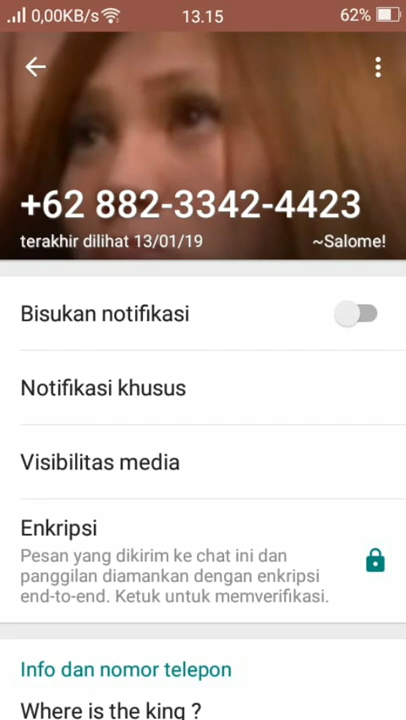 0,00KB/s 13.15 62%
+62 882-3342-4423
terakhir dilihat 13/01/19 ~Salome!
Bisukan notifikasi
Notifikasi khusus
Visibilitas media
Enkripsi
Pesan yang dikirim ke chat ini dan
panggilan diamankan dengan enkripsi
end-to-end. Ketuk untuk memverifikasi.
Info dan nomor telepon
Where is the king ?